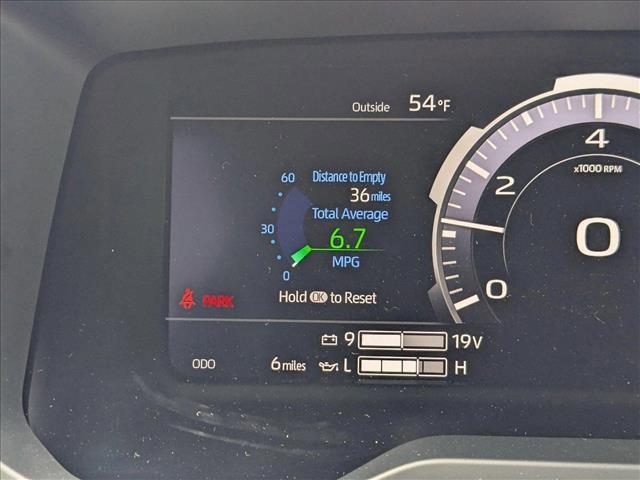 Outside 54°F
60
Distance to Empty
36 miles
Total Average
30
6.7
MPG
0
Hold OK to Reset
PARK
9 19V
L H
ODO 6 miles
4
x1000 RPM
2
0
0